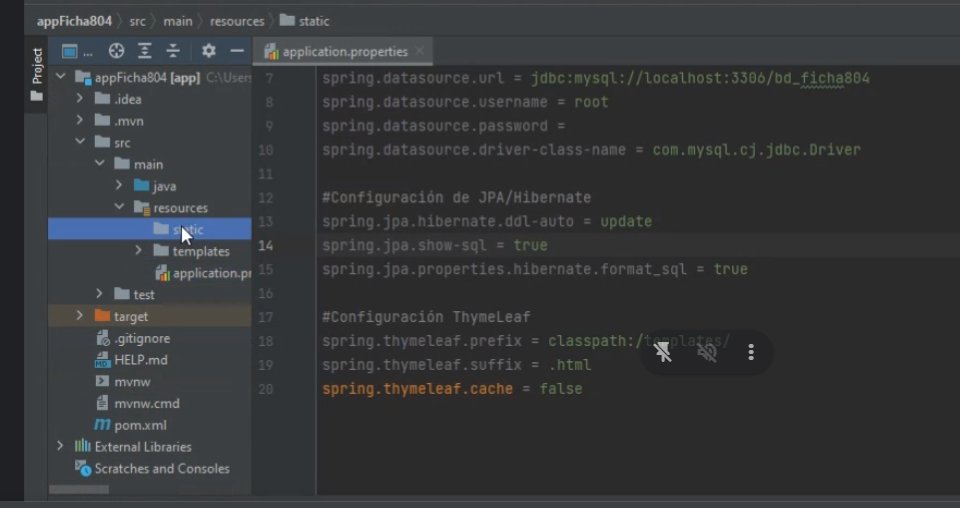 appFicha804 > src > main > resources > static
Project
...
application.properties
appFicha804 [app] C:\Users
.idea
.mvn
src
main
java
resources
static
templates
application.pr
test
target
.gitignore
HELP.md
mvnw
mvnw.cmd
pom.xml
External Libraries
Scratches and Consoles
7 spring.datasource.url = jdbc:mysql://localhost:3306/bd_ficha804
8 spring.datasource.username = root
9 spring.datasource.password =
10 spring.datasource.driver-class-name = com.mysql.cj.jdbc.Driver
11
12 #Configuración de JPA/Hibernate
13 spring.jpa.hibernate.ddl-auto = update
14 spring.jpa.show-sql = true
15 spring.jpa.properties.hibernate.format_sql = true
16
17 #Configuración ThymeLeaf
18 spring.thymeleaf.prefix = classpath:/templates/
19 spring.thymeleaf.suffix = .html
20 spring.thymeleaf.cache = false